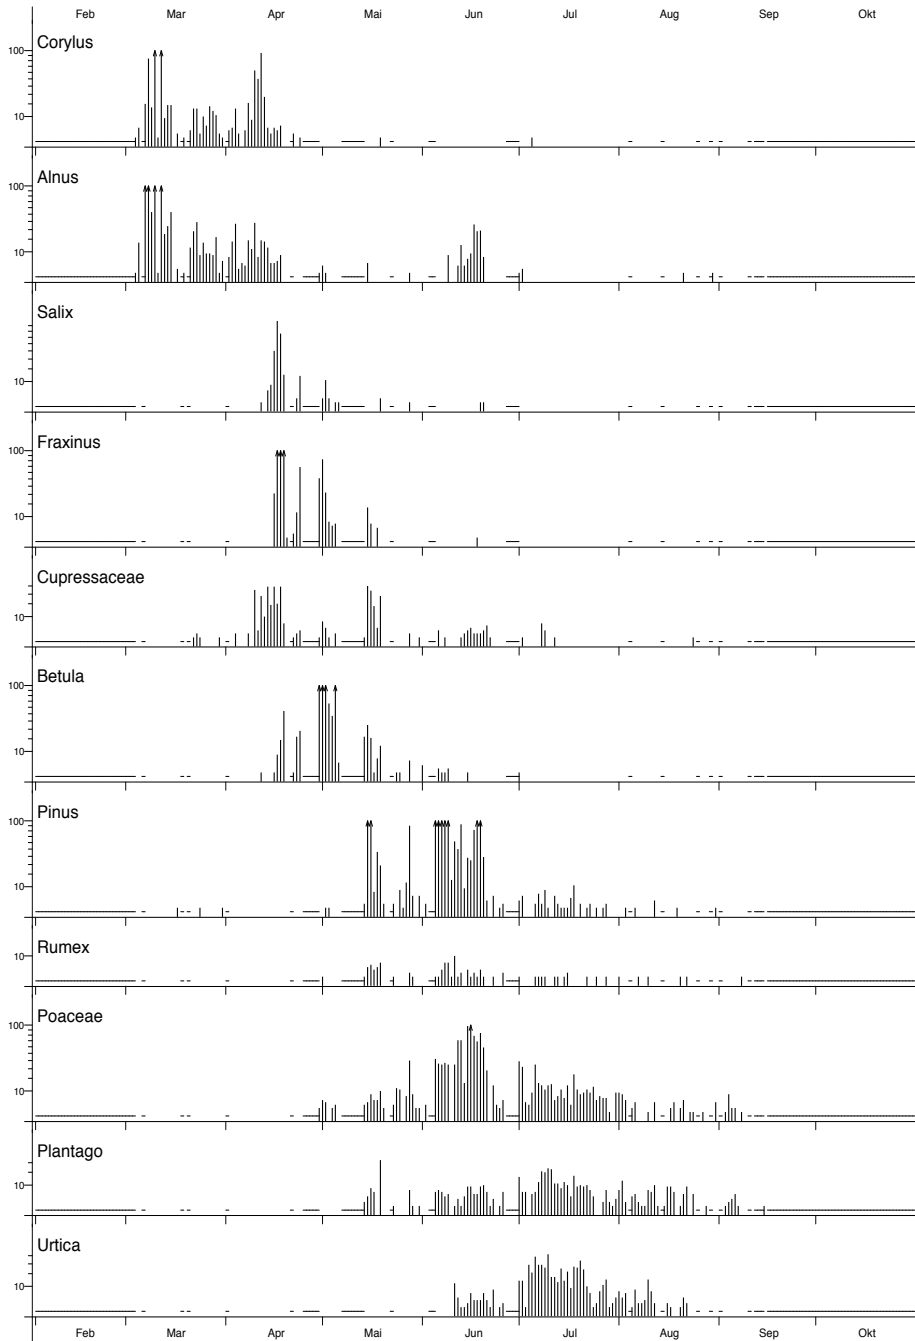 Feb Mar Apr Mai Jun Jul Aug Sep Okt
Corylus
100
10
Alnus
100
10
Salix
10
Fraxinus
100
10
Cupressaceae
10
Betula
100
10
Pinus
100
10
Rumex
10
Poaceae
100
10
Plantago
10
Urtica
10
Feb Mar Apr Mai Jun Jul Aug Sep Okt